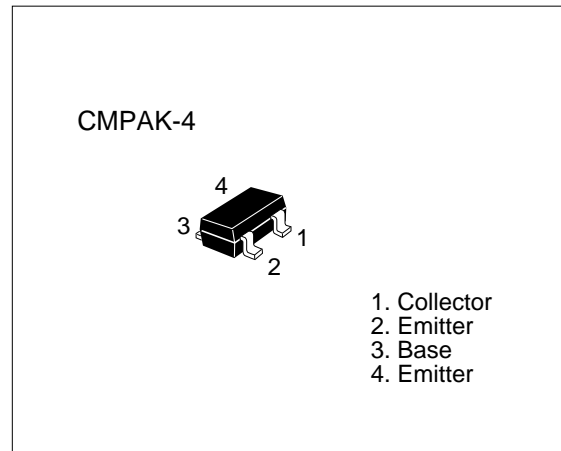 CMPAK-4
4
3
1
2
1. Collector
2. Emitter
3. Base
4. Emitter